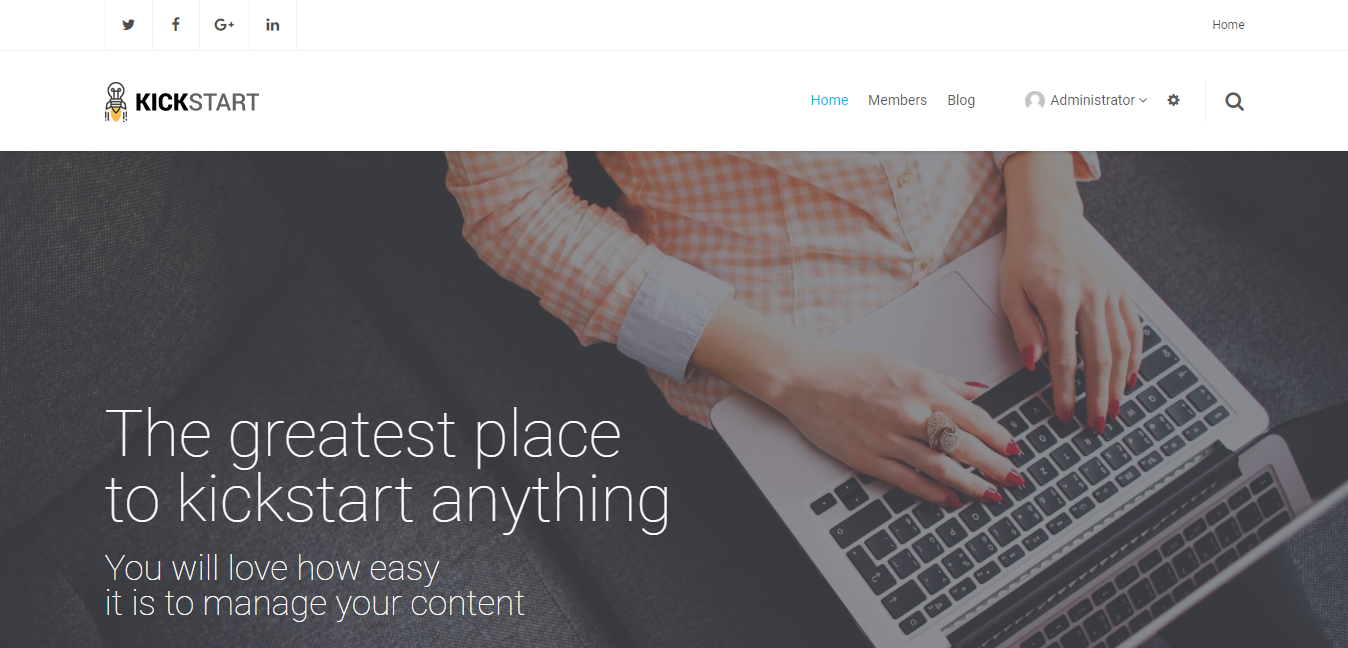 Home
KICKSTART
Home Members Blog Administrator
The greatest place
to kickstart anything
You will love how easy
it is to manage your content